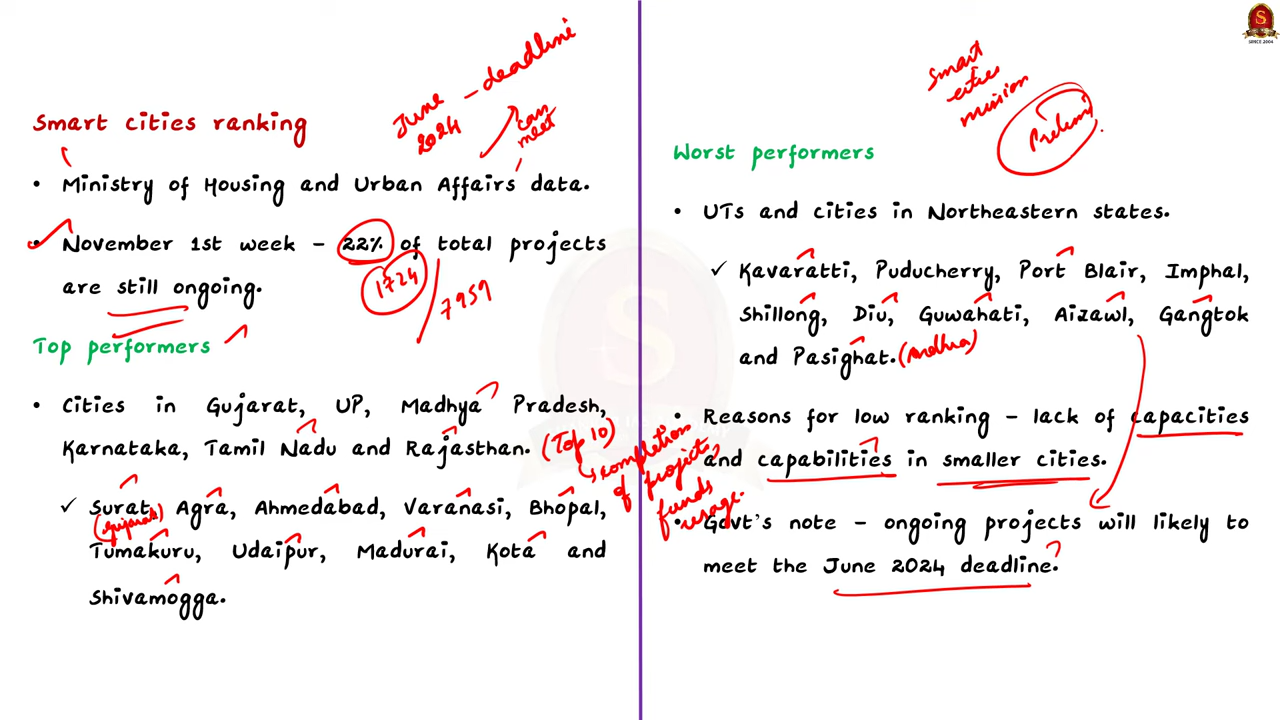 June 2024 - deadline
can meet
Smart cities ranking
• Ministry of Housing and Urban Affairs data.
• November 1st week – 22% of total projects
are still ongoing.
1724 / 7959
Top performers
• Cities in Gujarat, UP, Madhya Pradesh,
Karnataka, Tamil Nadu and Rajasthan.
(Top 10)
completion
of projects,
funds
usage.
✓ Surat, Agra, Ahmedabad, Varanasi, Bhopal,
(Gujarat)
Tumakuru, Udaipur, Madurai, Kota and
Shivamogga.
S
SINCE 2004
Smart
cities
mission
Prelims
Worst performers
• UTs and cities in Northeastern states.
✓ Kavaratti, Puducherry, Port Blair, Imphal,
Shillong, Diu, Guwahati, Aizawl, Gangtok
and Pasighat. (Andhra)
• Reasons for low ranking – lack of capacities
and capabilities in smaller cities.
• Govt's note – ongoing projects will likely to
meet the June 2024 deadline.